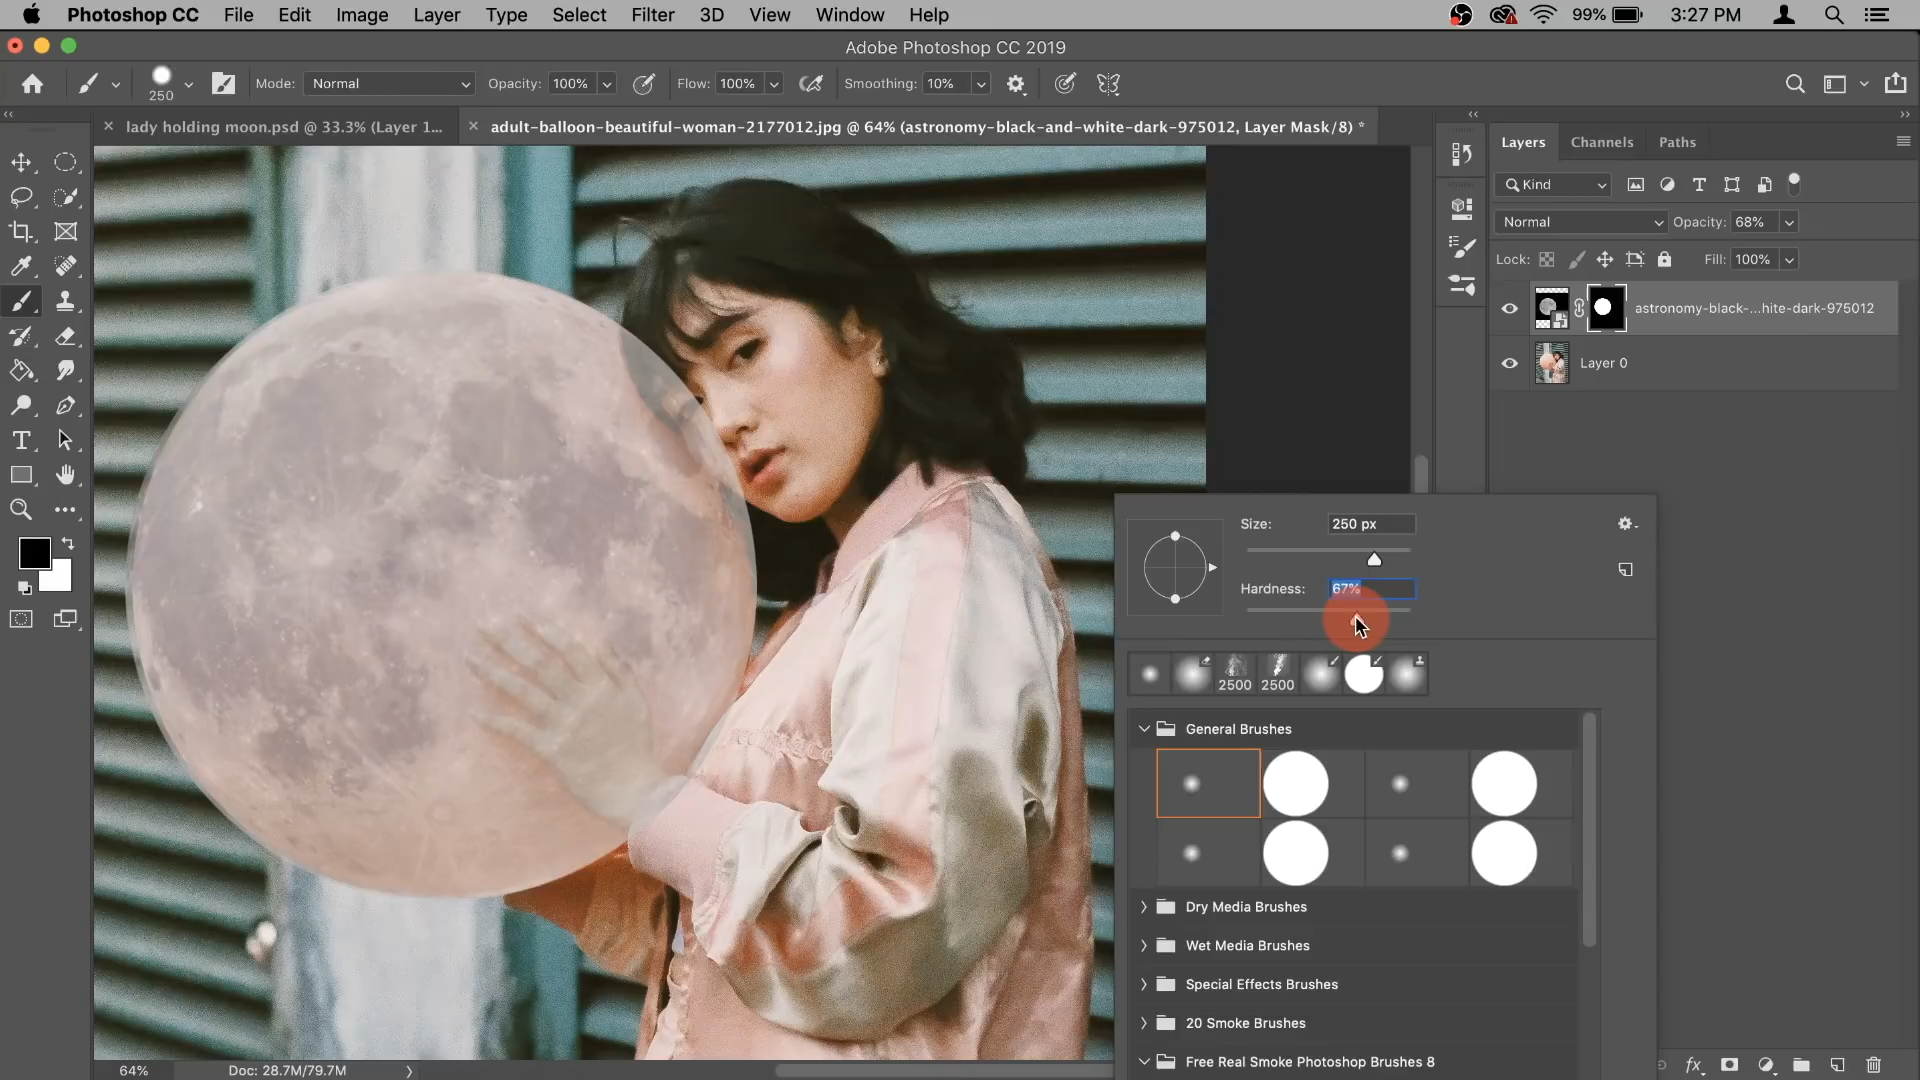 Photoshop CC File Edit Image Layer Type Select Filter 3D View Window Help 99% 3:27 PM
Adobe Photoshop CC 2019
250 Mode: Normal Opacity: 100% Flow: 100% Smoothing: 10%
lady holding moon.psd @ 33.3% (Layer 1... adult-balloon-beautiful-woman-2177012.jpg @ 64% (astronomy-black-and-white-dark-975012, Layer Mask/8) *
Layers Channels Paths
Kind
Normal Opacity: 68%
Lock: Fill: 100%
astronomy-black-...hite-dark-975012
Layer 0
Size: 250 px
Hardness: 67%
2500 2500
General Brushes
Dry Media Brushes
Wet Media Brushes
Special Effects Brushes
20 Smoke Brushes
Free Real Smoke Photoshop Brushes 8
64% Doc: 28.7M/79.7M
fx